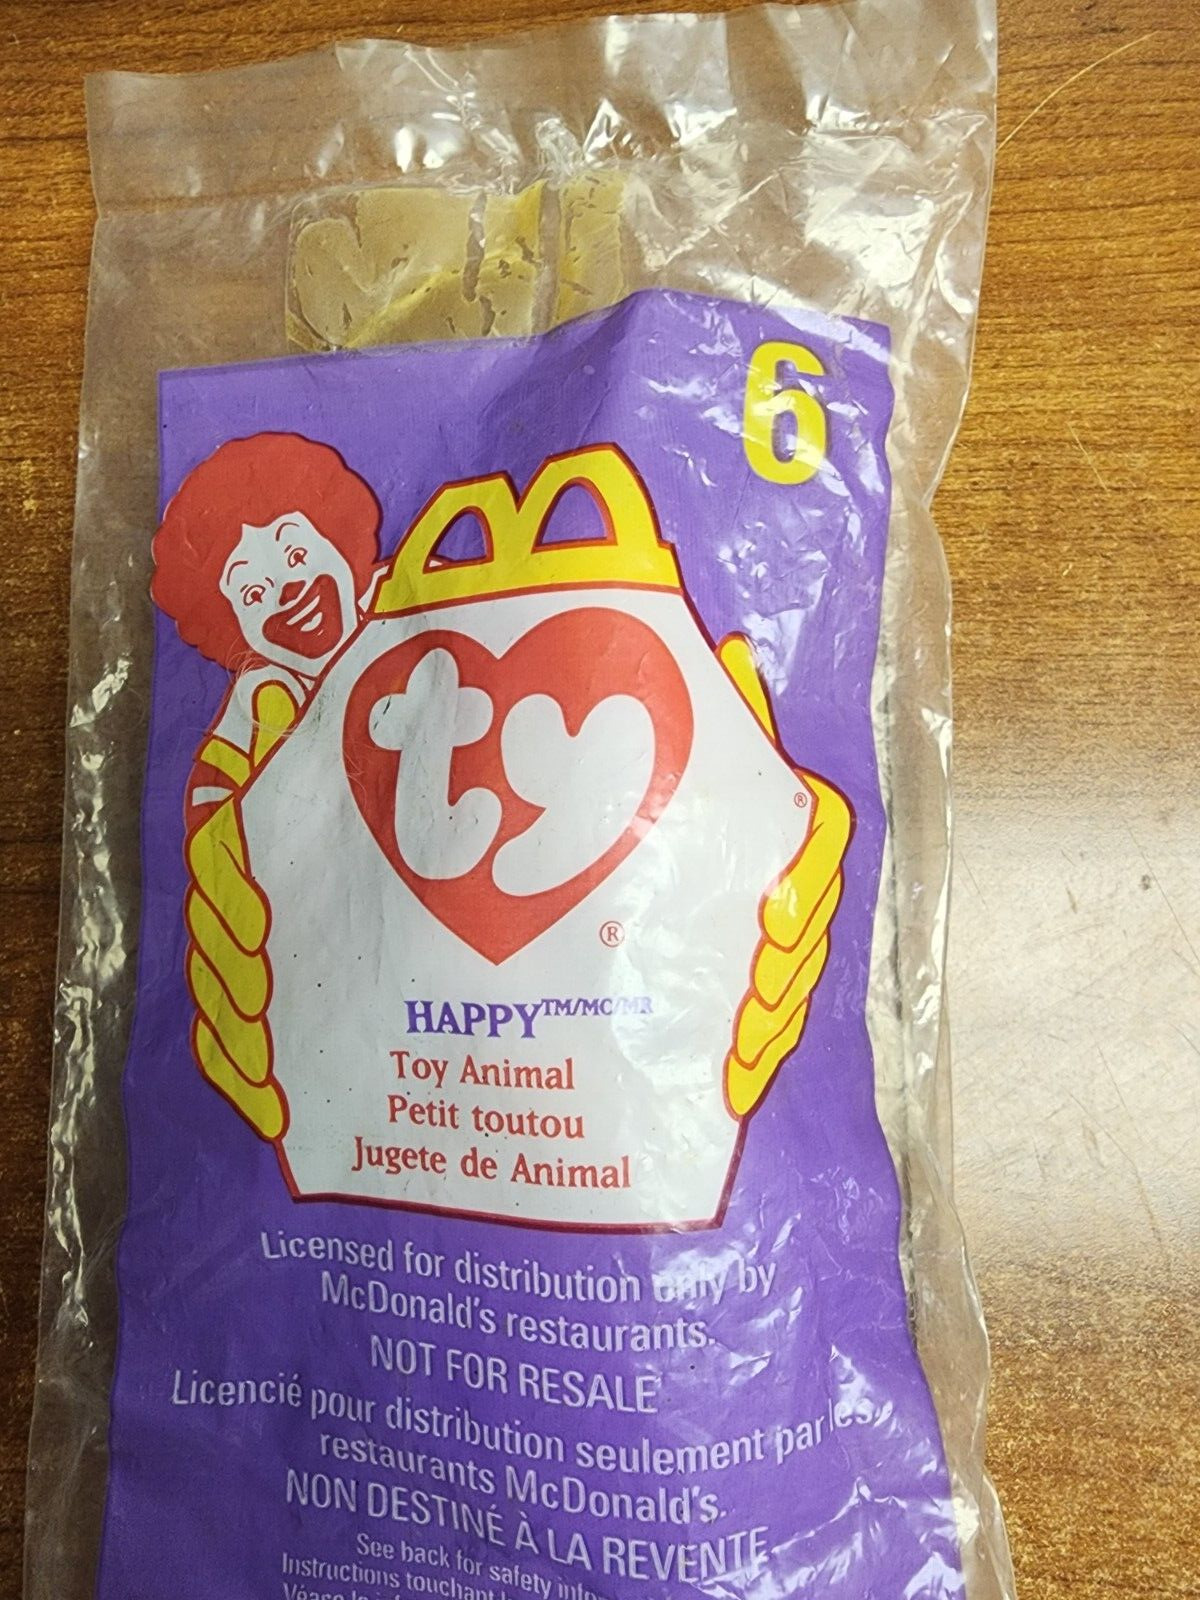 6
ty
®
®
HAPPY™/MC/MR
Toy Animal
Petit toutou
Jugete de Animal
Licensed for distribution only by
McDonald's restaurants.
NOT FOR RESALE
Licencié pour distribution seulement par les
restaurants McDonald's.
NON DESTINÉ À LA REVENTE
See back for safety
Instructions touchant
Véase